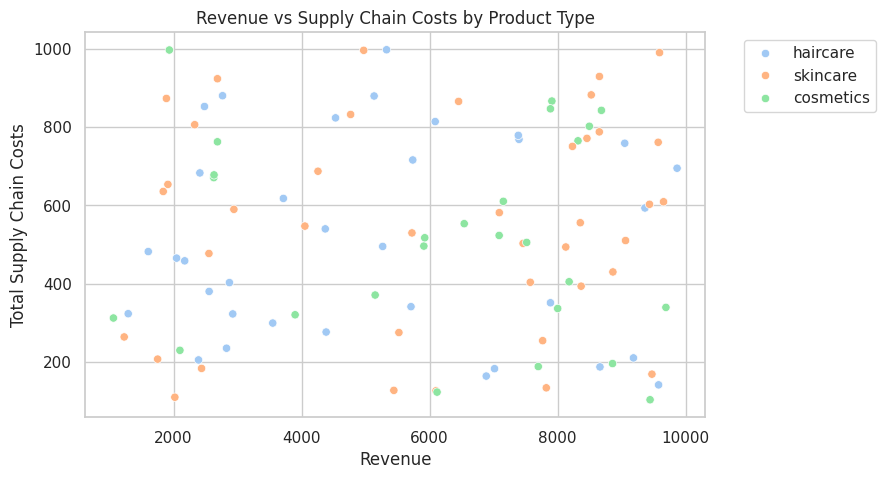 Revenue vs Supply Chain Costs by Product Type
haircare
skincare
cosmetics
Total Supply Chain Costs
1000
800
600
400
200
2000 4000 6000 8000 10000
Revenue